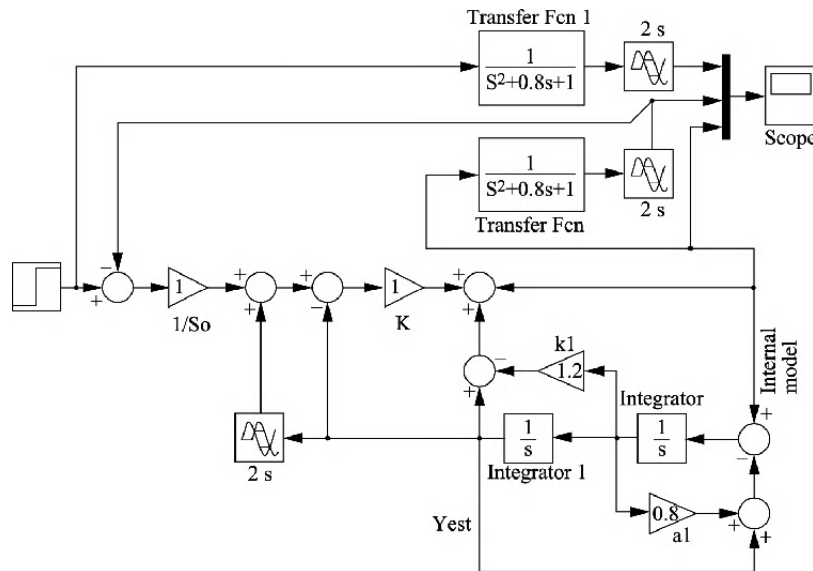 Transfer Fcn 1
2 s
1
S²+0.8s+1
Scope
1
S²+0.8s+1
2 s
Transfer Fcn
−
+
1
1/So
+
+
+
−
1
K
+
+
k1
1.2
−
+
Internal model
Integrator
1
s
+
−
1
s
Integrator 1
2 s
Yest
0.8
a1
+
+